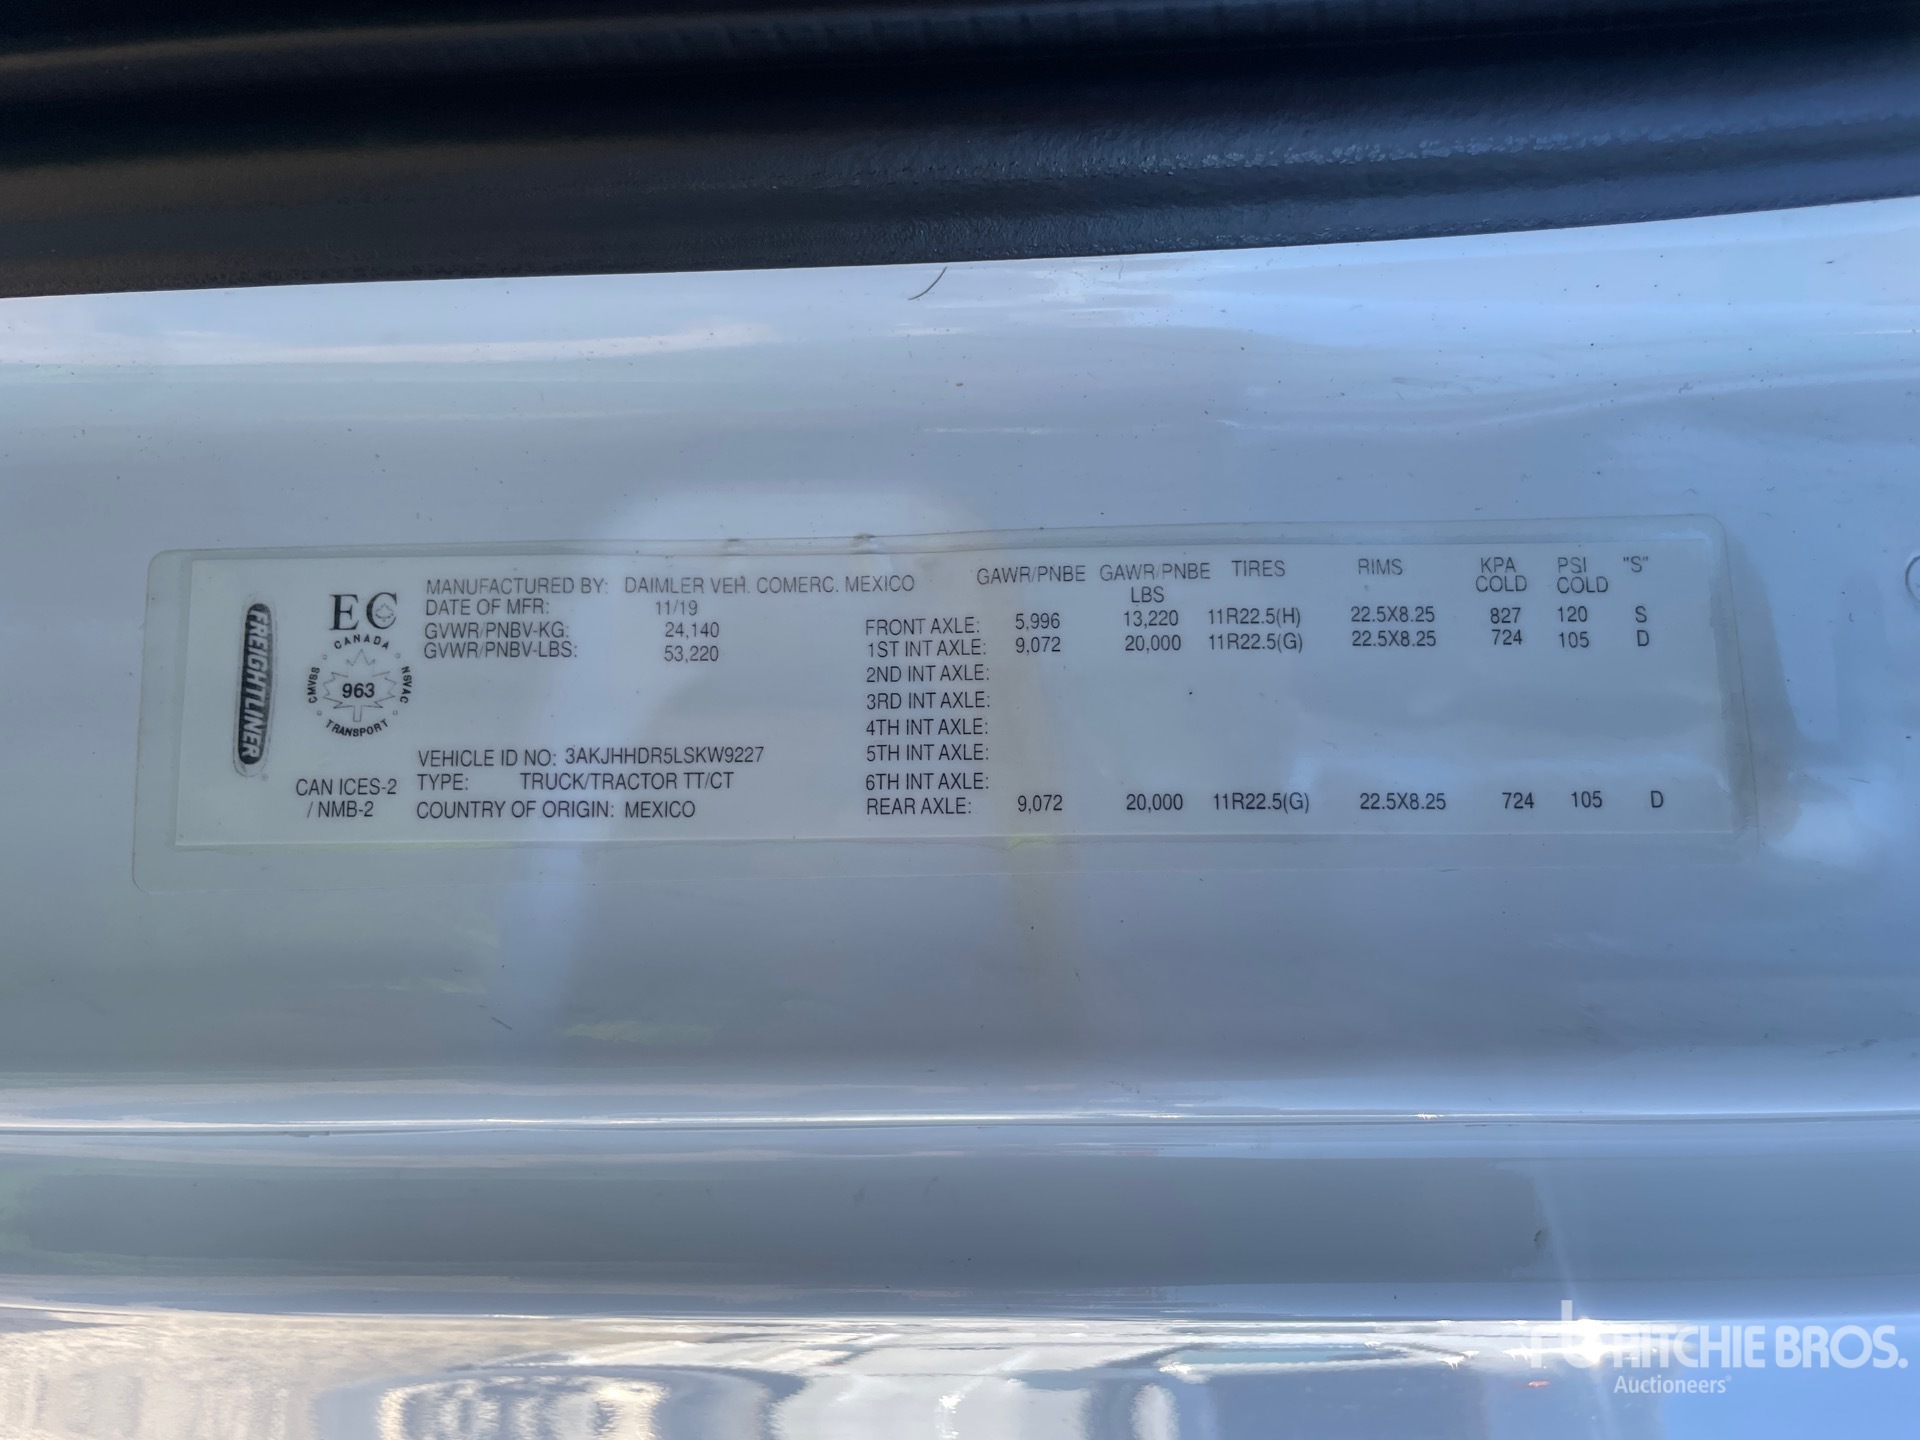 FREIGHTLINER
EC
CANADA
CMVSS
NSVAC
963
TRANSPORT
CAN ICES-2
/ NMB-2
MANUFACTURED BY: DAIMLER VEH. COMERC. MEXICO
DATE OF MFR: 11/19
GVWR/PNBV-KG: 24,140
GVWR/PNBV-LBS: 53,220
VEHICLE ID NO: 3AKJHHDR5LSKW9227
TYPE: TRUCK/TRACTOR TT/CT
COUNTRY OF ORIGIN: MEXICO
GAWR/PNBE GAWR/PNBE TIRES RIMS KPA PSI "S"
LBS COLD COLD
FRONT AXLE: 5,996 13,220 11R22.5(H) 22.5X8.25 827 120 S
1ST INT AXLE: 9,072 20,000 11R22.5(G) 22.5X8.25 724 105 D
2ND INT AXLE:
3RD INT AXLE:
4TH INT AXLE:
5TH INT AXLE:
6TH INT AXLE:
REAR AXLE: 9,072 20,000 11R22.5(G) 22.5X8.25 724 105 D
RITCHIE BROS.
Auctioneers